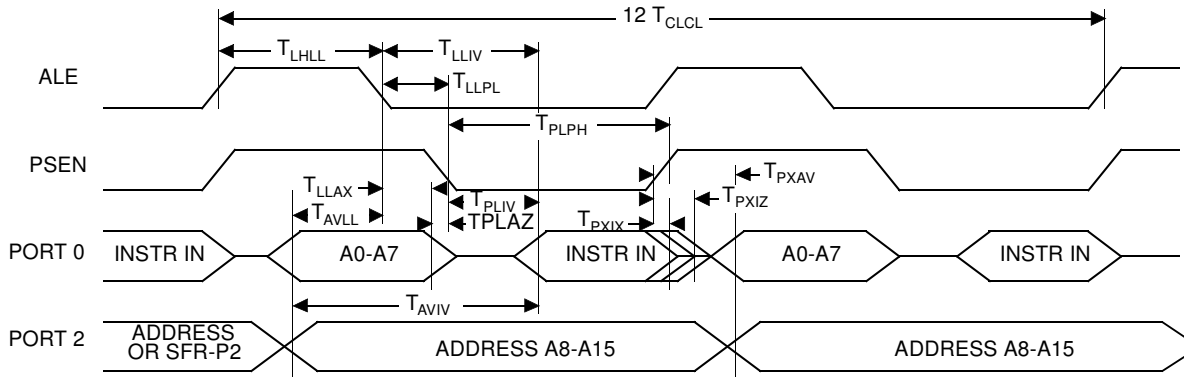 12 TCLCL
TLHLL TLLIV
ALE
TLLPL
TPLPH
PSEN
TLLAX TPLIV TPXAV
TAVLL TPLAZ TPXIX TPXIZ
PORT 0 INSTR IN A0-A7 INSTR IN A0-A7 INSTR IN
TAVIV
PORT 2 ADDRESS OR SFR-P2 ADDRESS A8-A15 ADDRESS A8-A15